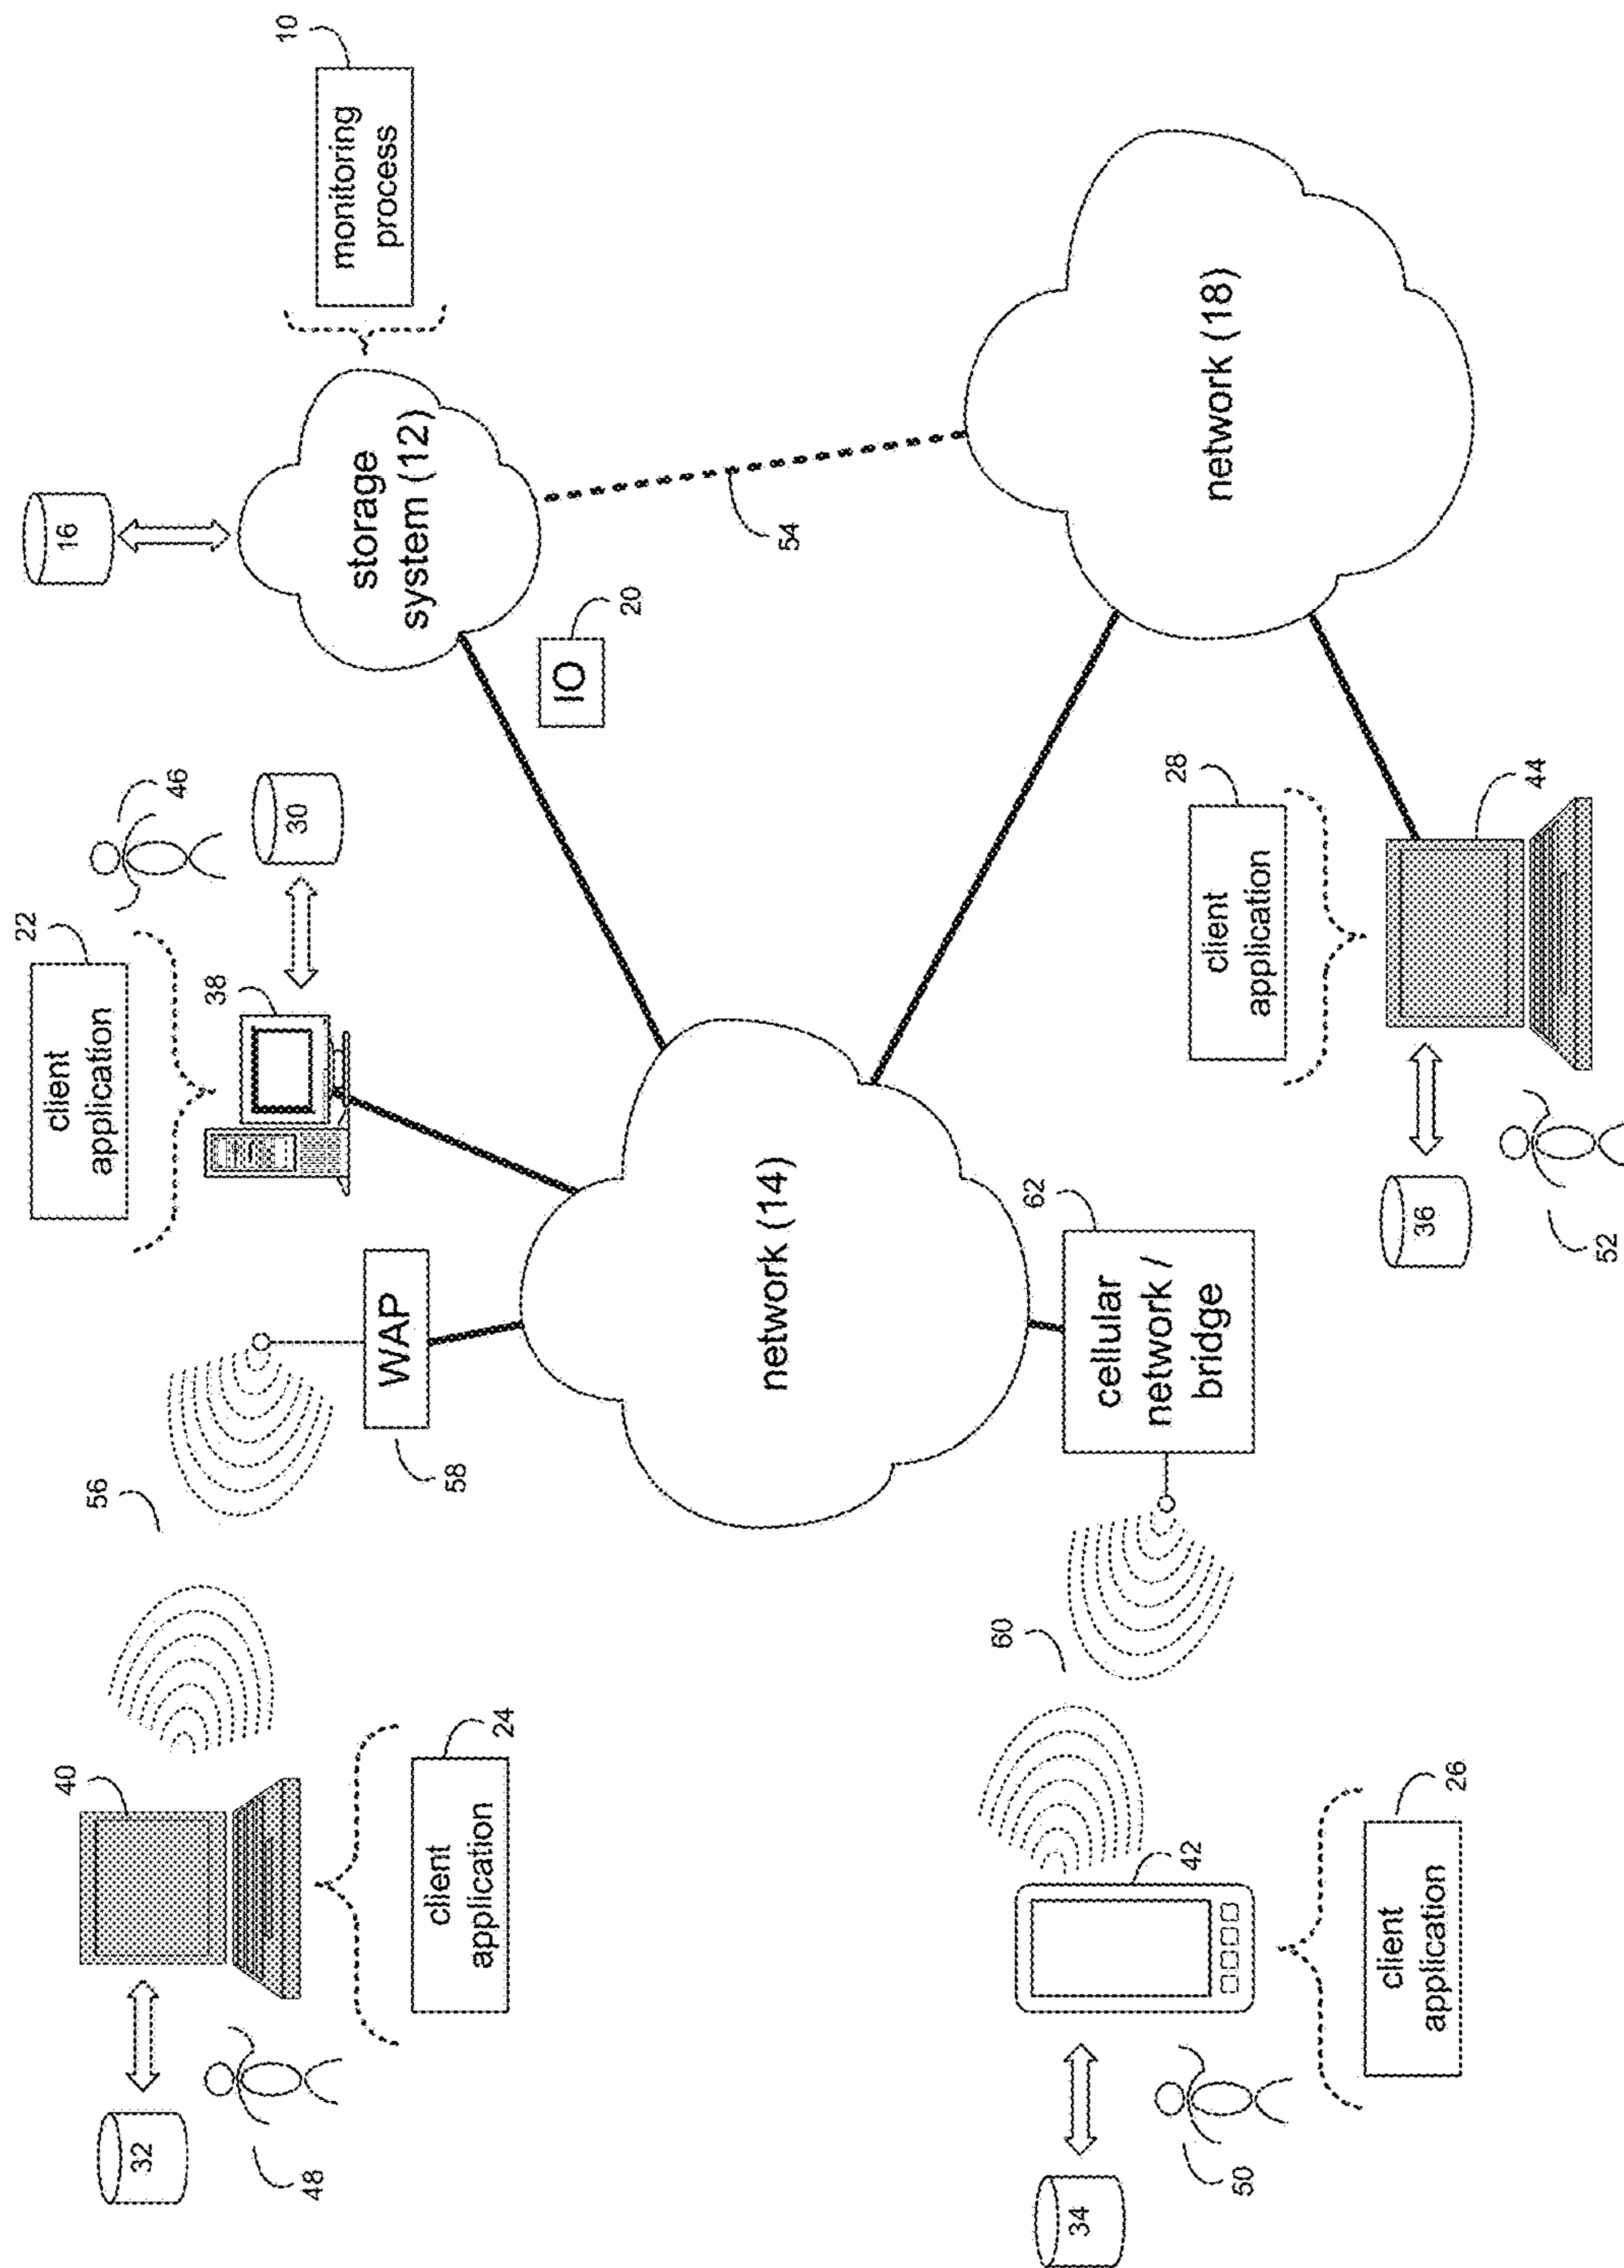 40
32
48
client
application
24
56
WAP
58
client
application
22
38
46
30
16
storage
system (12)
monitoring
process
10
IO
20
54
network (14)
network (18)
60
42
34
50
client
application
26
cellular
network /
bridge
62
client
application
28
44
36
52